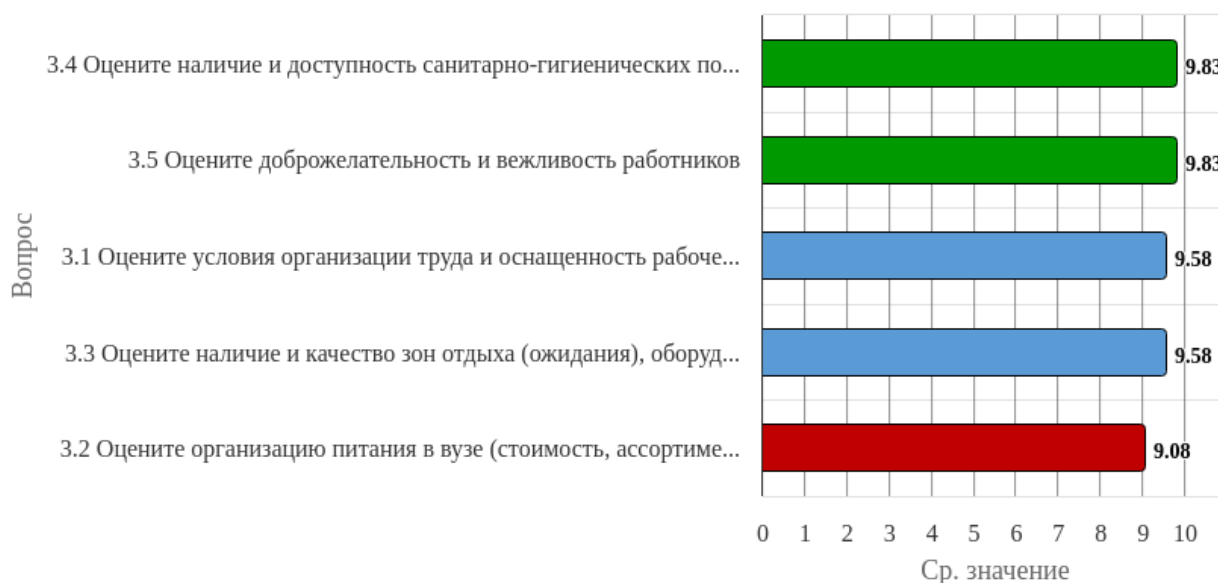 3.4 Оцените наличие и доступность санитарно-гигиенических по...
9.83
3.5 Оцените доброжелательность и вежливость работников
9.83
3.1 Оцените условия организации труда и оснащенность рабоче...
9.58
3.3 Оцените наличие и качество зон отдыха (ожидания), оборуд...
9.58
3.2 Оцените организацию питания в вузе (стоимость, ассортиме...
9.08
Вопрос
0 1 2 3 4 5 6 7 8 9 10
Ср. значение